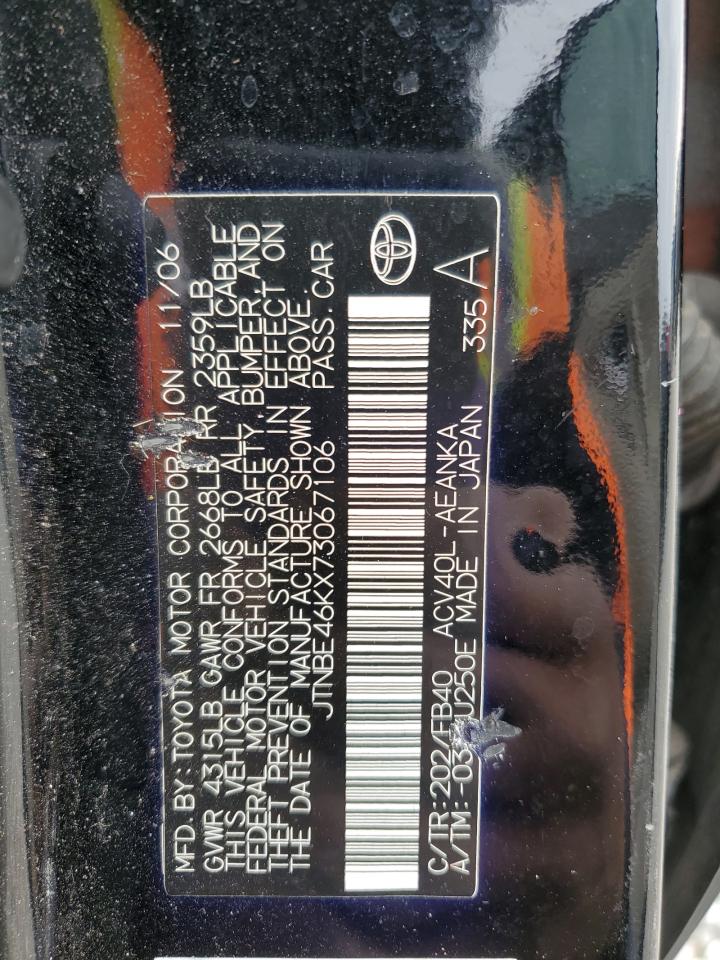 MFD. BY: TOYOTA MOTOR CORPORATION 11/06
GVWR 4315LB GAWR FR 2668LB RR 2359LB
THIS VEHICLE CONFORMS TO ALL APPLICABLE
FEDERAL MOTOR VEHICLE SAFETY, BUMPER, AND
THEFT PREVENTION STANDARDS IN EFFECT ON
THE DATE OF MANUFACTURE SHOWN ABOVE.
JTNBE46KX73067106 PASS. CAR
C/TR: 202/FB40 ACV40L-AEANKA
A/TM: -03 U250E MADE IN JAPAN 335 A